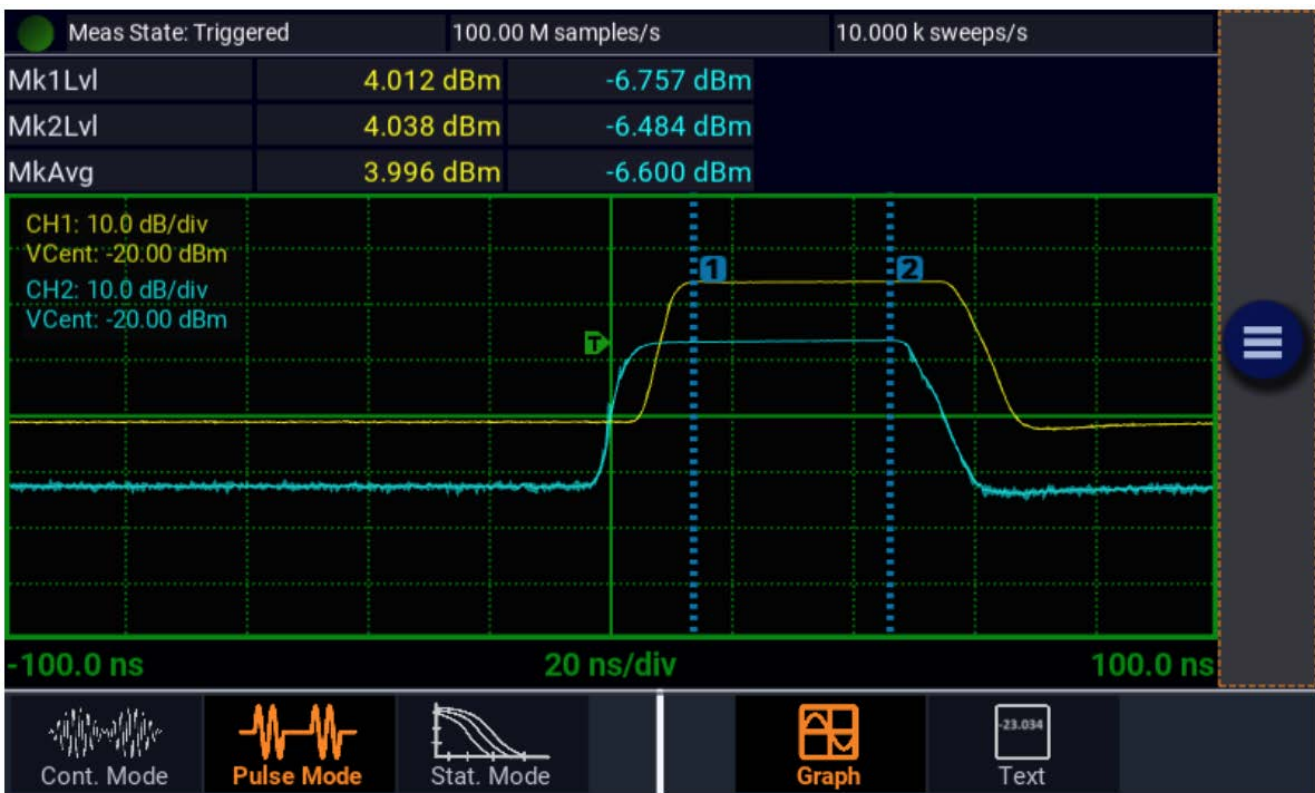 Meas State: Triggered 100.00 M samples/s 10.000 k sweeps/s
Mk1Lvl 4.012 dBm -6.757 dBm
Mk2Lvl 4.038 dBm -6.484 dBm
MkAvg 3.996 dBm -6.600 dBm
CH1: 10.0 dB/div
VCent: -20.00 dBm
CH2: 10.0 dB/div
VCent: -20.00 dBm
1 2
T
-100.0 ns 20 ns/div 100.0 ns
-23.034
Cont. Mode Pulse Mode Stat. Mode Graph Text